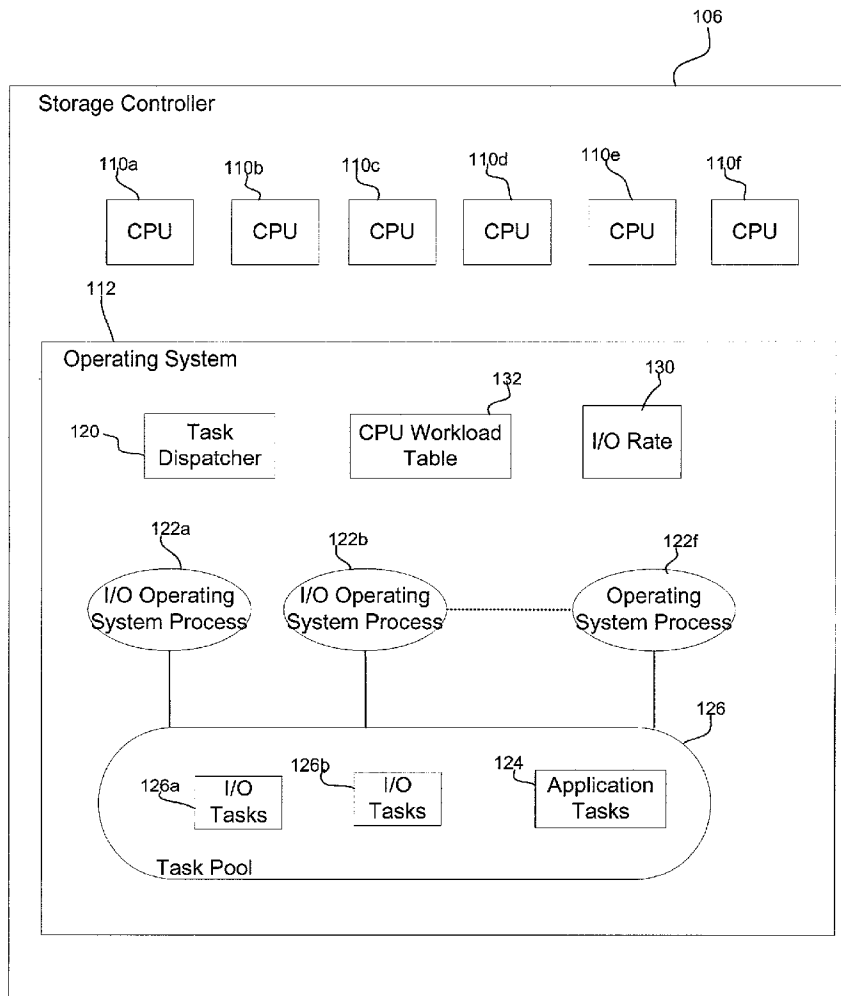 106
Storage Controller
110a
110b
110c
110d
110e
110f
CPU
CPU
CPU
CPU
CPU
CPU
112
Operating System
132
130
120
Task
Dispatcher
CPU Workload
Table
I/O Rate
122a
122b
122f
I/O Operating
System Process
I/O Operating
System Process
Operating
System Process
126
126a
I/O
Tasks
126b
I/O
Tasks
124
Application
Tasks
Task Pool